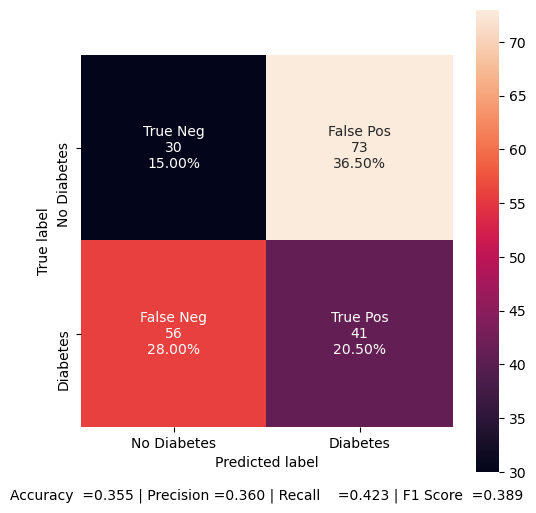 True Neg
30
15.00%
False Pos
73
36.50%
False Neg
56
28.00%
True Pos
41
20.50%
No Diabetes
Diabetes
True label
No Diabetes
Diabetes
Predicted label
70
65
60
55
50
45
40
35
30
Accuracy  =0.355 | Precision =0.360 | Recall    =0.423 | F1 Score  =0.389